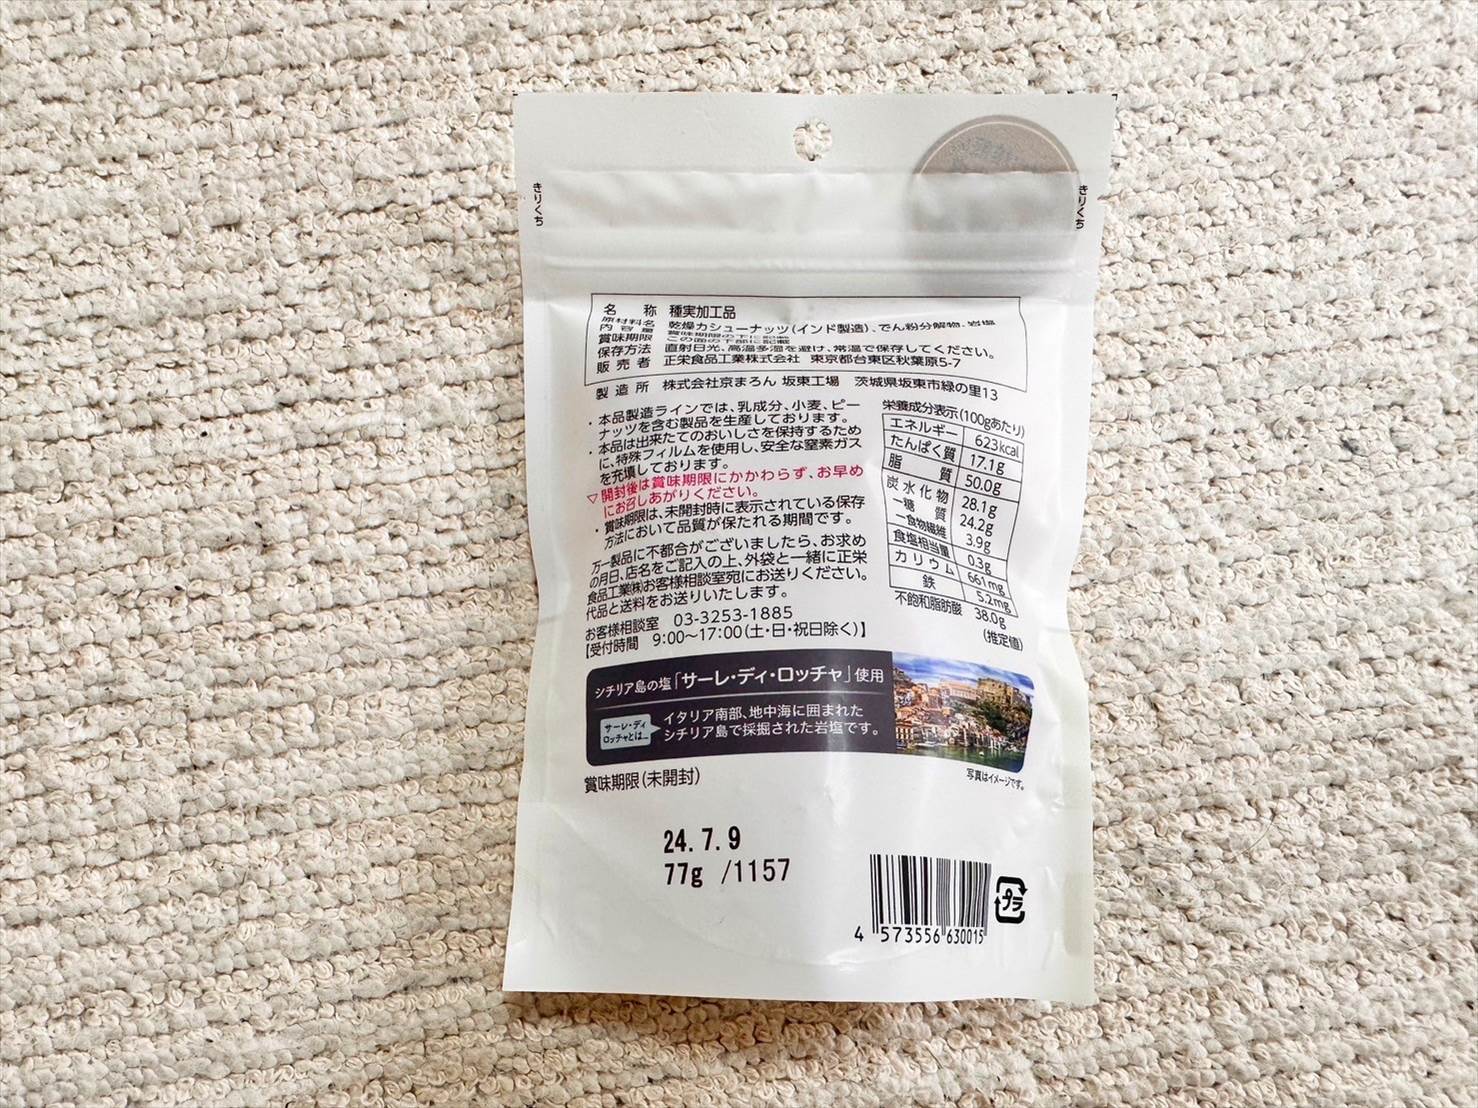 きりくち
きりくち
名称 種実加工品
原材料名 乾燥カシューナッツ(インド製造)、でん粉分解物、岩塩
内容量 賞味期限の下に記載
賞味期限 この面の下部に記載
保存方法 直射日光、高温多湿を避け、常温で保存してください。
販売者 正栄食品工業株式会社 東京都台東区秋葉原5-7
製造所 株式会社京まろん 坂東工場 茨城県坂東市緑の里13
・本品製造ラインでは、乳成分、小麦、ピー
ナッツを含む製品を生産しております。
・本品は出来たてのおいしさを保持するため
に、特殊フィルムを使用し、安全な窒素ガス
を充填しております。
▽開封後は賞味期限にかかわらず、お早め
にお召しあがりください。
・賞味期限は、未開封時に表示されている保存
方法において品質が保たれる期間です。
万一製品に不都合がございましたら、お求め
の月日、店名をご記入の上、外袋と一緒に正栄
食品工業㈱お客様相談室宛にお送りください。
代品と送料をお送りいたします。
お客様相談室 03-3253-1885
【受付時間 9:00〜17:00(土・日・祝日除く)】
栄養成分表示(100gあたり)
エネルギー 623kcal
たんぱく質 17.1g
脂質 50.0g
炭水化物 28.1g
ー糖質 24.2g
ー食物繊維 3.9g
食塩相当量 0.3g
カリウム 661mg
鉄 5.2mg
不飽和脂肪酸 38.0g
(推定値)
シチリア島の塩「サーレ・ディ・ロッチャ」使用
サーレ・ディ
ロッチャとは…
イタリア南部、地中海に囲まれた
シチリア島で採掘された岩塩です。
写真はイメージです。
賞味期限(未開封)
24.7.9
77g /1157
4 573556 630015
プラ